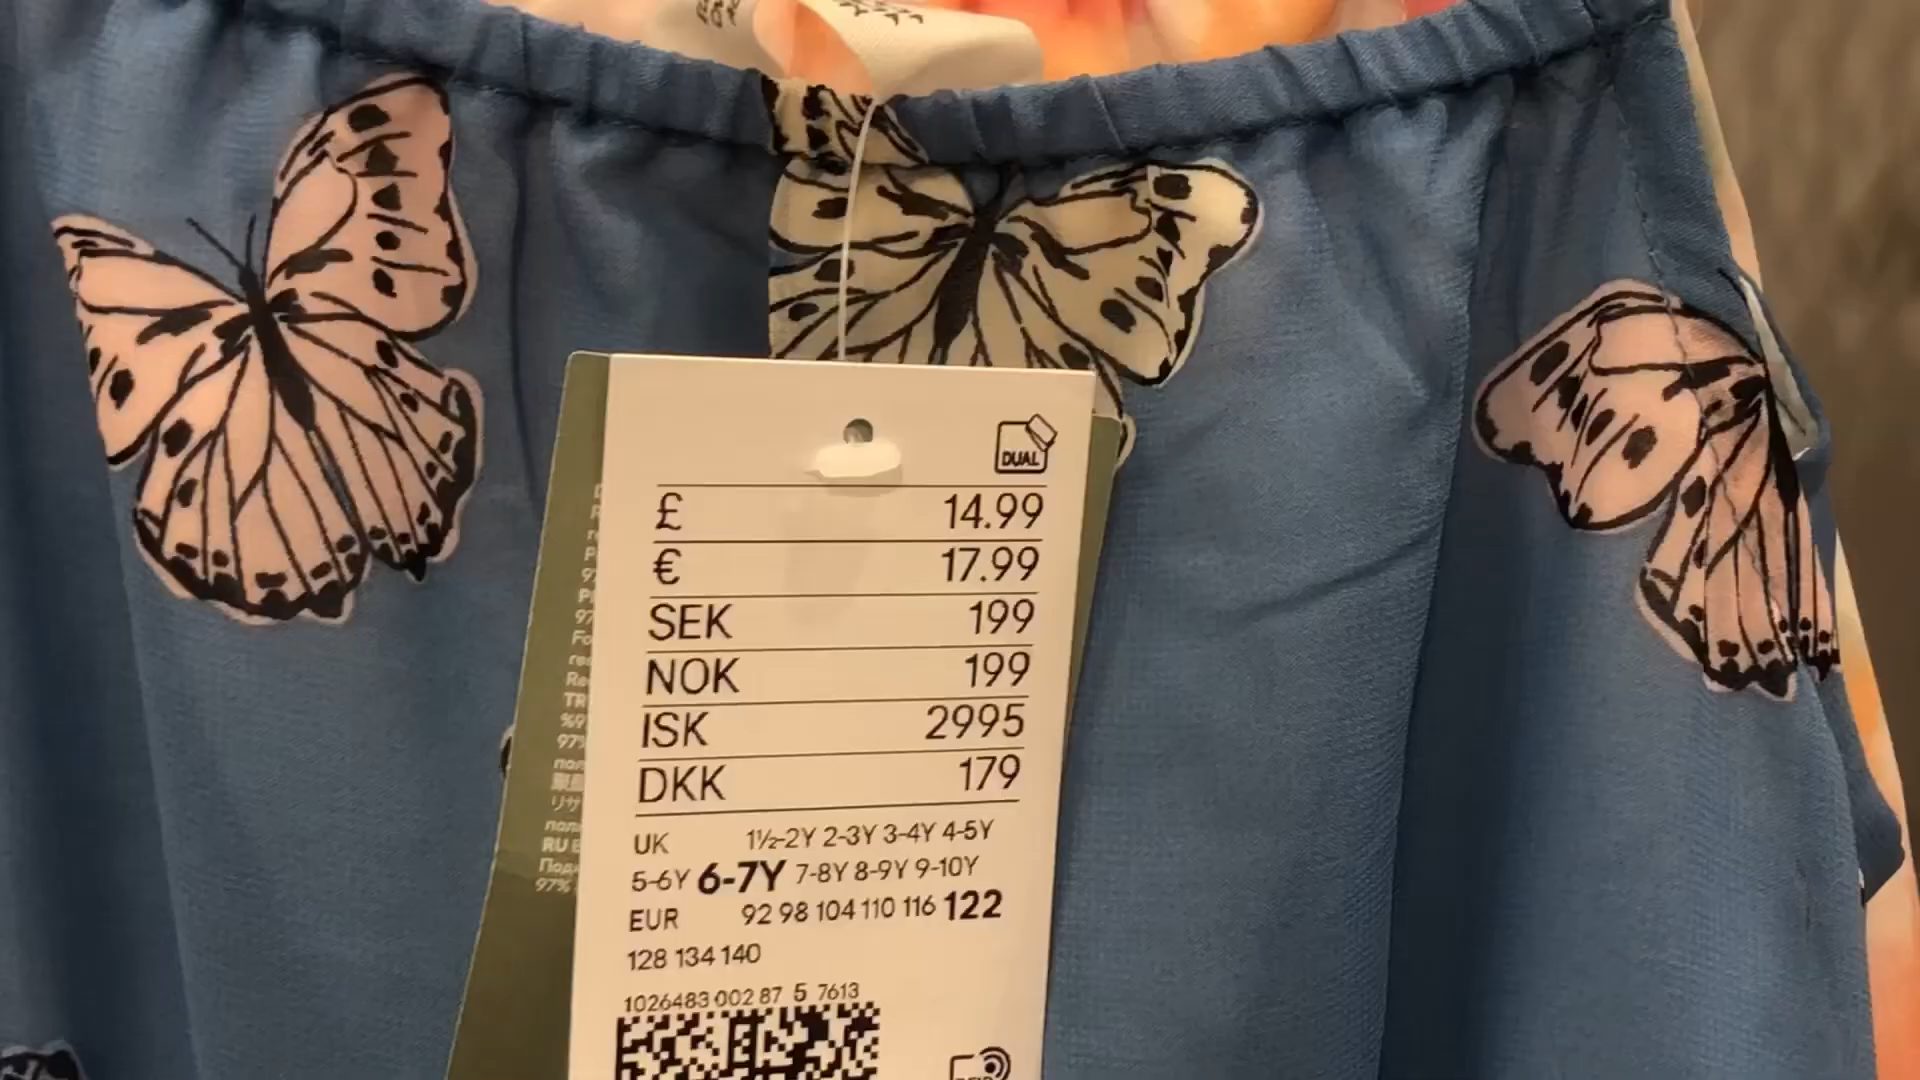 DUAL
£ 14.99
€ 17.99
SEK 199
NOK 199
ISK 2995
DKK 179
UK 1½-2Y 2-3Y 3-4Y 4-5Y
5-6Y 6-7Y 7-8Y 8-9Y 9-10Y
EUR 92 98 104 110 116 122
128 134 140
1026483 002 87 5 7613